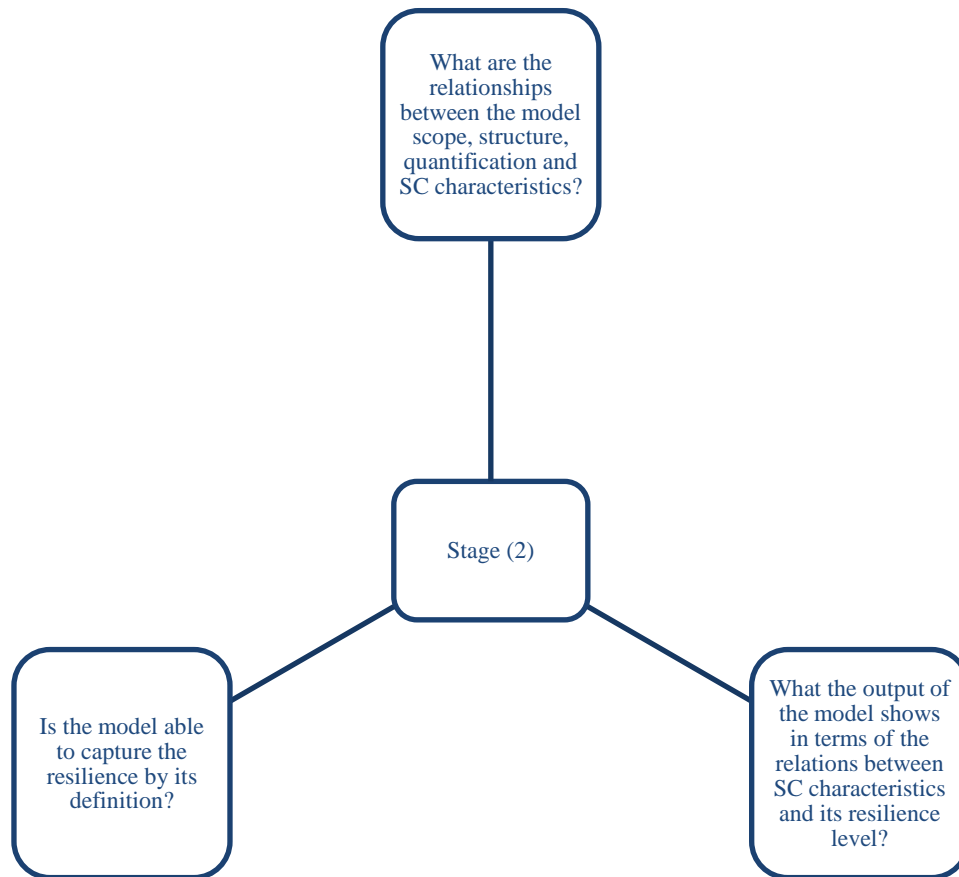 What are the
relationships
between the model
scope, structure,
quantification and
SC characteristics?
Stage (2)
Is the model able
to capture the
resilience by its
definition?
What the output of
the model shows
in terms of the
relations between
SC characteristics
and its resilience
level?